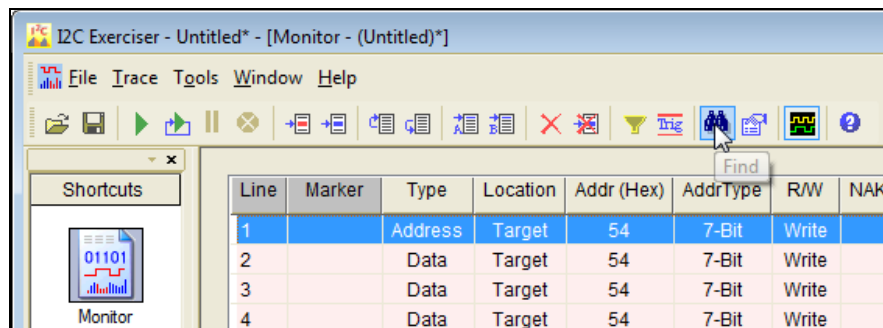 I2C Exerciser - Untitled* - [Monitor - (Untitled)*]
File Trace Tools Window Help
A B Trig
Find
Shortcuts
01101
Monitor
Line Marker Type Location Addr (Hex) AddrType R/W NAK
1 Address Target 54 7-Bit Write
2 Data Target 54 7-Bit Write
3 Data Target 54 7-Bit Write
4 Data Target 54 7-Bit Write